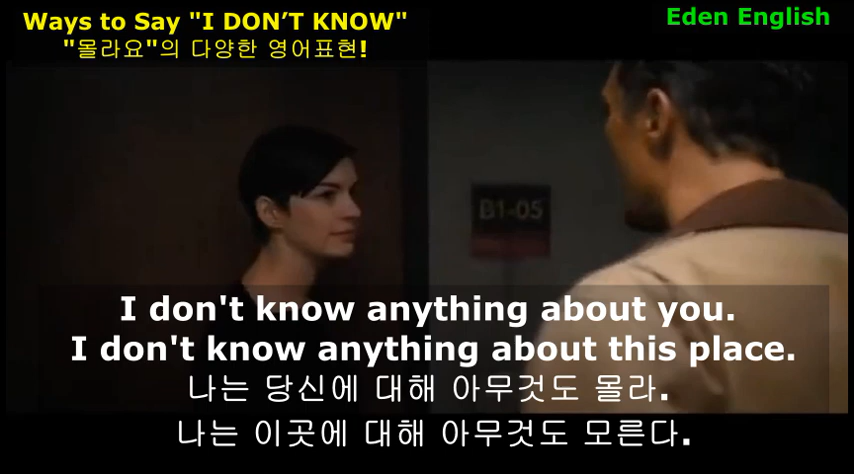 Ways to Say "I DON'T KNOW"
Eden English
"몰라요"의 다양한 영어표현!
B1-05
I don't know anything about you.
I don't know anything about this place.
나는 당신에 대해 아무것도 몰라.
나는 이곳에 대해 아무것도 모른다.